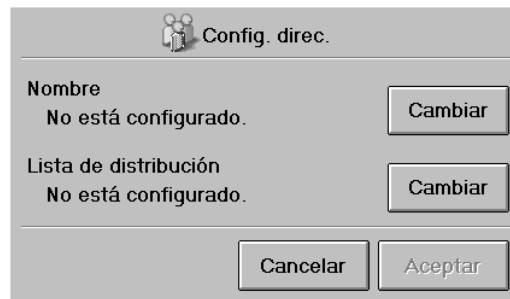 Config. direc.
Nombre
No está configurado.
Cambiar
Lista de distribución
No está configurado.
Cambiar
Cancelar
Aceptar